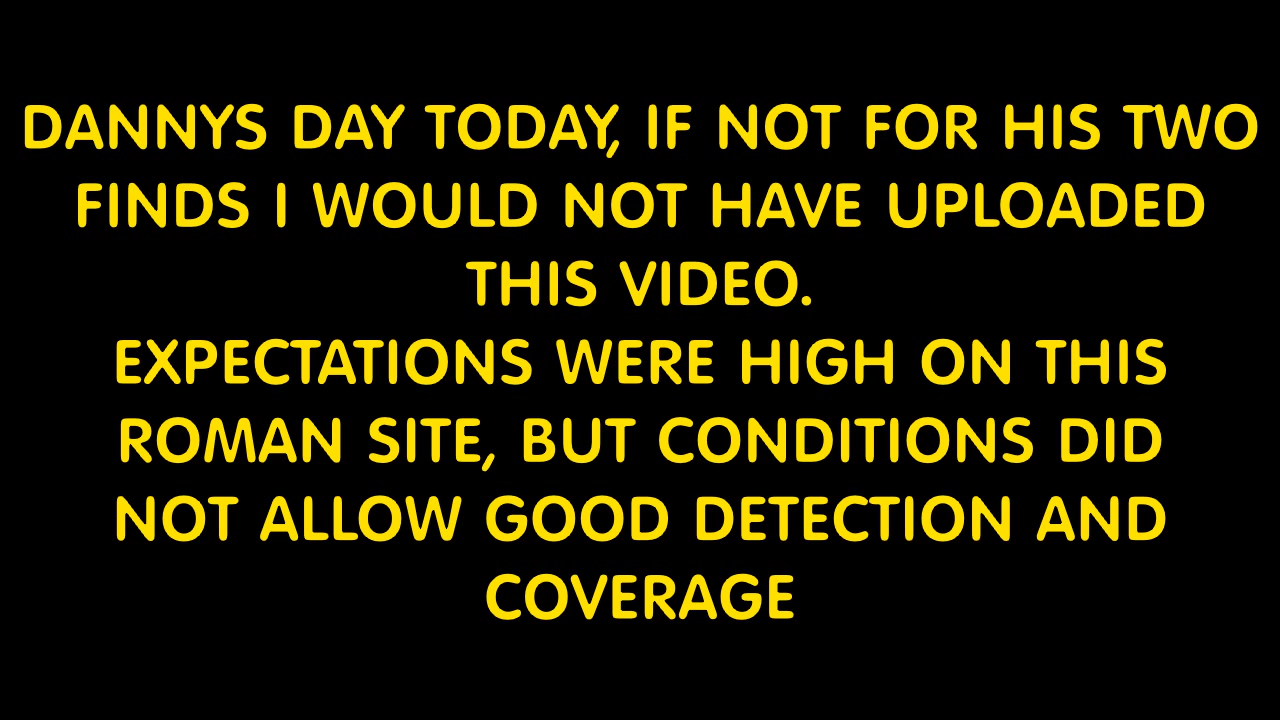 DANNYS DAY TODAY, IF NOT FOR HIS TWO
FINDS I WOULD NOT HAVE UPLOADED
THIS VIDEO.
EXPECTATIONS WERE HIGH ON THIS
ROMAN SITE, BUT CONDITIONS DID
NOT ALLOW GOOD DETECTION AND
COVERAGE